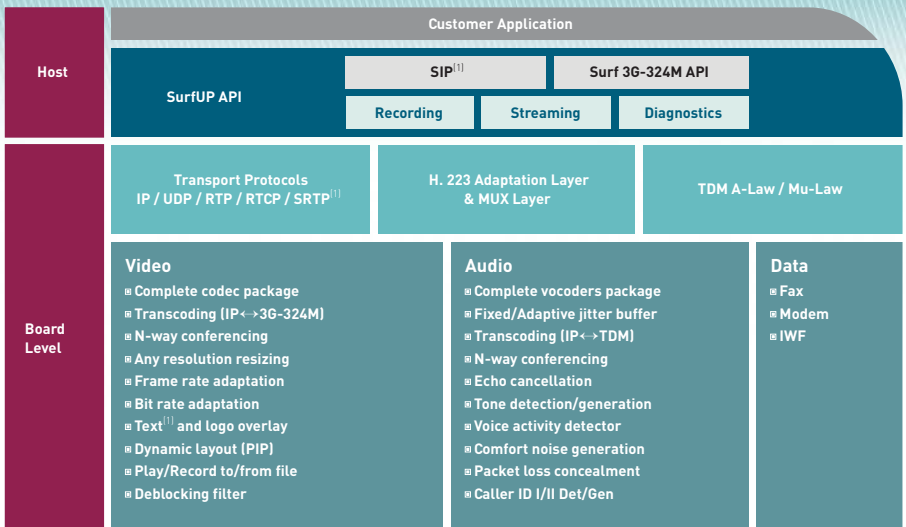 Customer Application
Host
SurfUP API
SIP[1]
Surf 3G-324M API
Recording
Streaming
Diagnostics
Board
Level
Transport Protocols
IP / UDP / RTP / RTCP / SRTP[1]
H. 223 Adaptation Layer
& MUX Layer
TDM A-Law / Mu-Law
Video
Complete codec package
Transcoding (IP↔3G-324M)
N-way conferencing
Any resolution resizing
Frame rate adaptation
Bit rate adaptation
Text[1] and logo overlay
Dynamic layout (PIP)
Play/Record to/from file
Deblocking filter
Audio
Complete vocoders package
Fixed/Adaptive jitter buffer
Transcoding (IP↔TDM)
N-way conferencing
Echo cancellation
Tone detection/generation
Voice activity detector
Comfort noise generation
Packet loss concealment
Caller ID I/II Det/Gen
Data
Fax
Modem
IWF